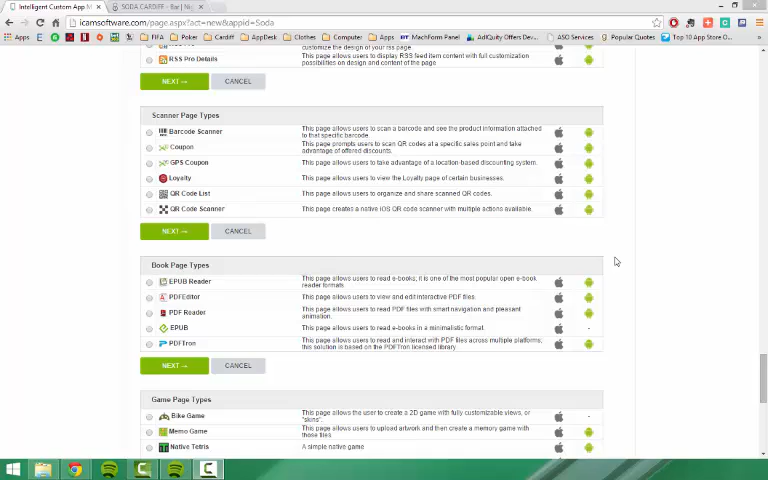 Intelligent Custom App M
SODA CARDIFF - Bar | Nig
icamsoftware.com/page.aspx?act=new&appid=Soda
Apps
FIFA
Poker
Cardiff
AppDesk
Clothes
Computer
Apps
MachForm Panel
AdIQuity Offers Dev...
ASO Services
Popular Quotes
Top 10 App Store O...
customize the design of your rss page
RSS Pro Details
This page allows users to display RSS feed item content with full customization
possibilities on design and content of the page
NEXT
CANCEL
Scanner Page Types
Barcode Scanner
This page allows users to scan a barcode and see the product information attached
to that specific barcode.
Coupon
This page prompts users to scan QR codes at a specific sales point and take
advantage of offered discounts.
GPS Coupon
This page allows users to take advantage of a location-based discounting system.
Loyalty
This page allows users to view the Loyalty page of certain businesses.
QR Code List
This page allows users to organize and share scanned QR codes.
QR Code Scanner
This page creates a native iOS QR code scanner with multiple actions available.
NEXT
CANCEL
Book Page Types
EPUB Reader
This page allows users to read e-books; it is one of the most popular open e-book
reader formats.
PDFEditor
This page allows users to view and edit interactive PDF files.
PDF Reader
This page allows users to read PDF files with smart navigation and pleasant
animation.
EPUB
This page allows users to read e-books in a minimalistic format.
-
PDFTron
This page allows users to read and interact with PDF files across multiple platforms,
this solution is based on the PDFTron licensed library.
NEXT
CANCEL
Game Page Types
Bike Game
This page allows the user to create a 2D game with fully customizable views, or
"skins".
-
Memo Game
This page allows users to upload artwork and then create a memory game with
those tiles
Native Tetris
A simple native game